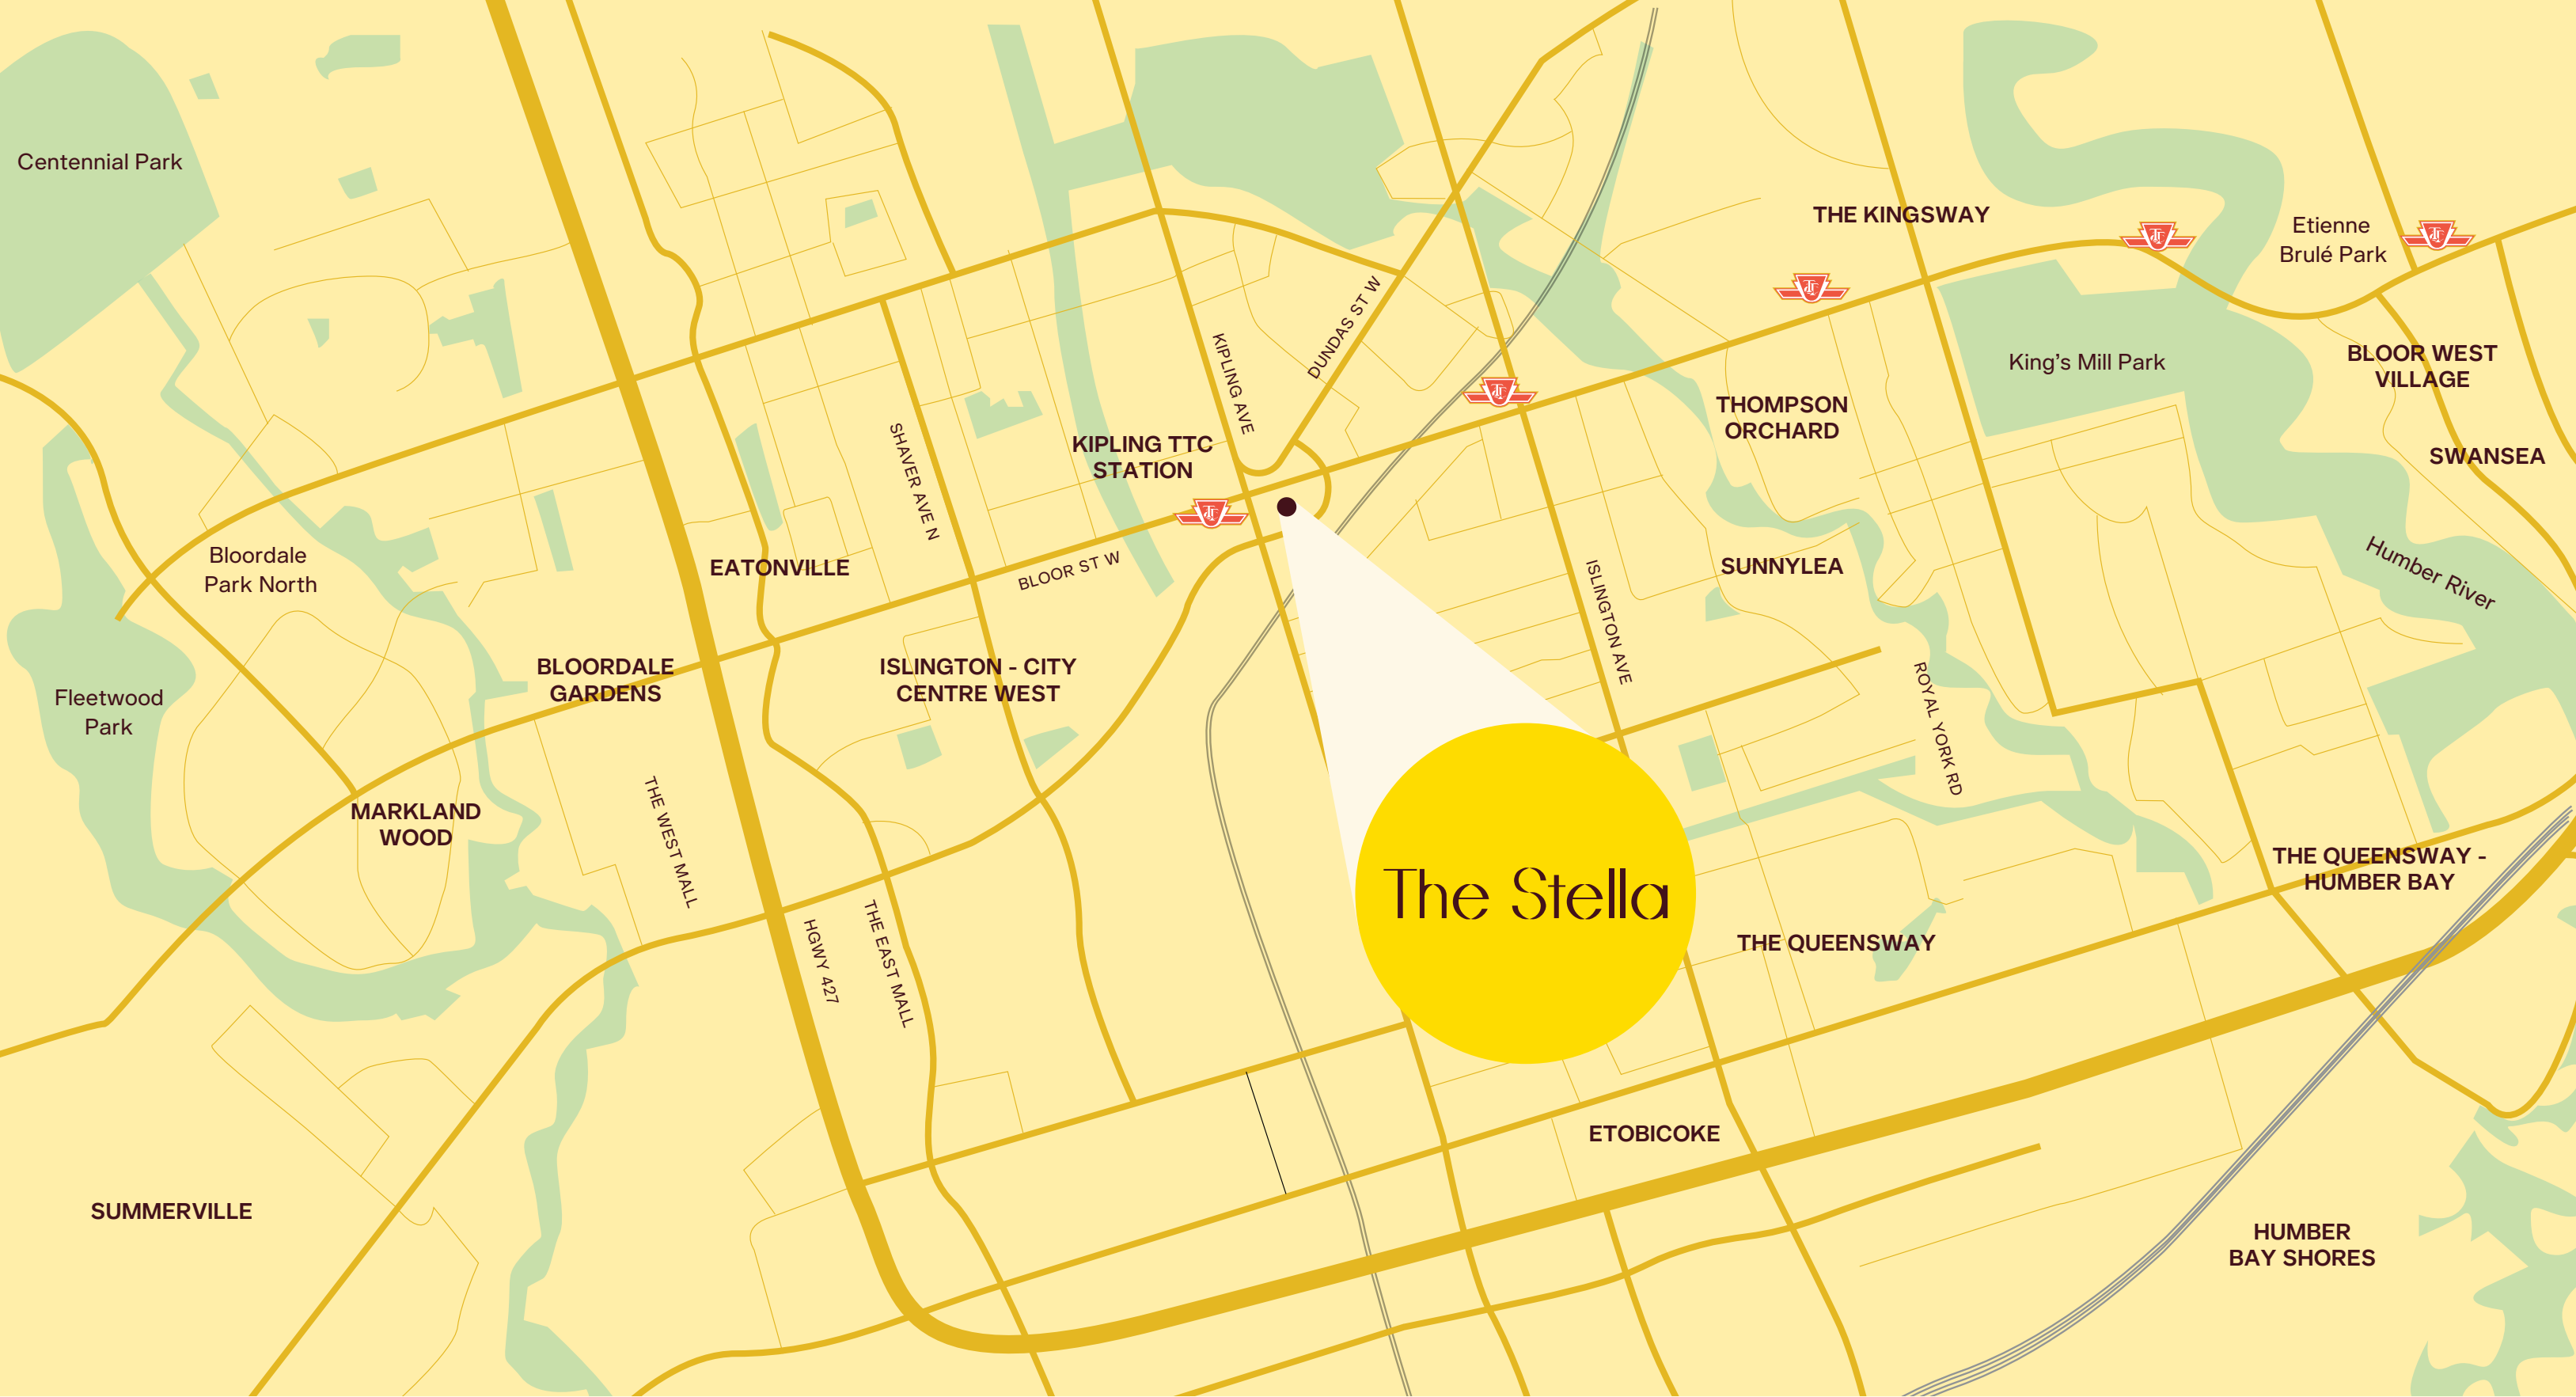 Centennial Park
THE KINGSWAY
Etienne
Brulé Park
King's Mill Park
BLOOR WEST
VILLAGE
DUNDAS ST W
KIPLING AVE
THOMPSON
ORCHARD
SHAVER AVE N
KIPLING TTC
STATION
SWANSEA
Bloordale
Park North
EATONVILLE
BLOOR ST W
SUNNYLEA
Humber River
ISLINGTON AVE
Fleetwood
Park
BLOORDALE
GARDENS
ISLINGTON - CITY
CENTRE WEST
ROYAL YORK RD
MARKLAND
WOOD
THE WEST MALL
The Stella
THE QUEENSWAY -
HUMBER BAY
HGWY 427
THE EAST MALL
THE QUEENSWAY
ETOBICOKE
SUMMERVILLE
HUMBER
BAY SHORES